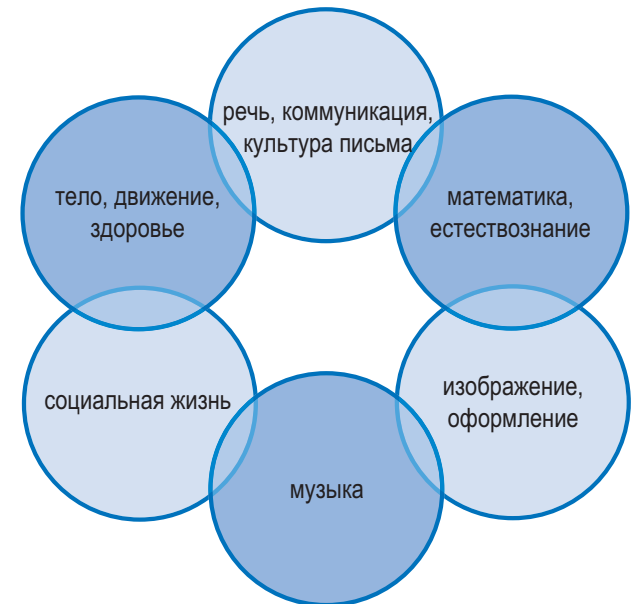 речь, коммуникация,
культура письма
тело, движение,
здоровье
математика,
естествознание
социальная жизнь
изображение,
оформление
музыка